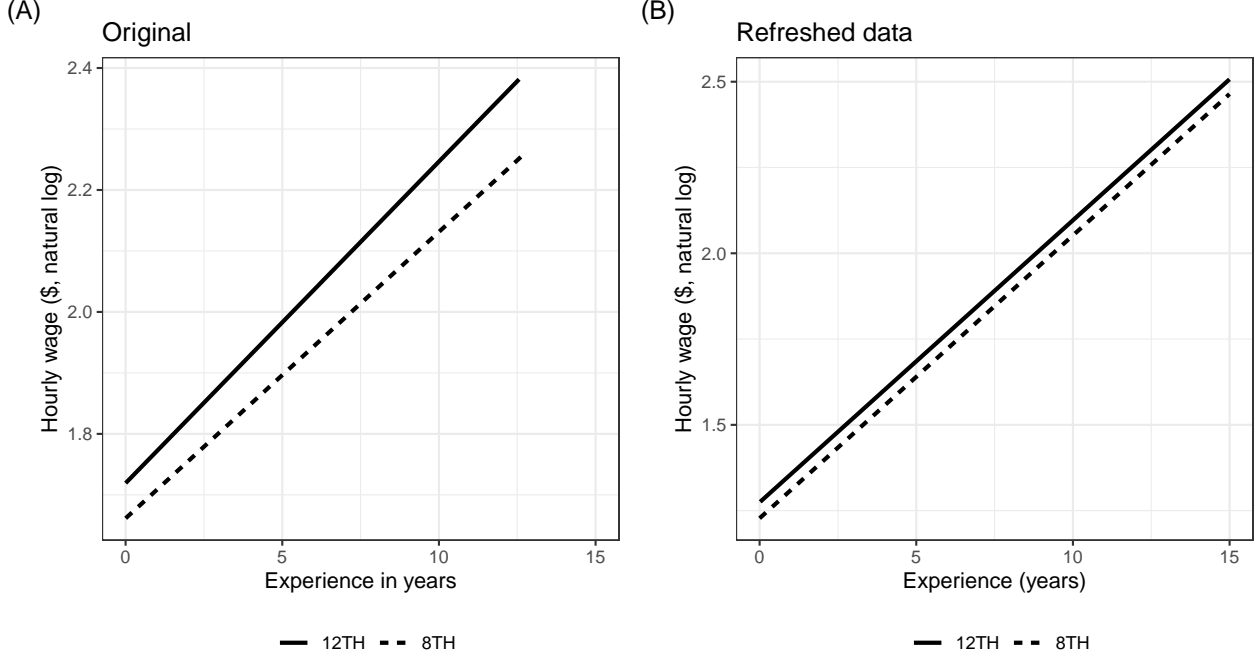 (A)
Original
2.4
2.2
2.0
1.8
Hourly wage ($, natural log)
0 5 10 15
Experience in years
12TH 8TH
(B)
Refreshed data
2.5
2.0
1.5
Hourly wage ($, natural log)
0 5 10 15
Experience (years)
12TH 8TH